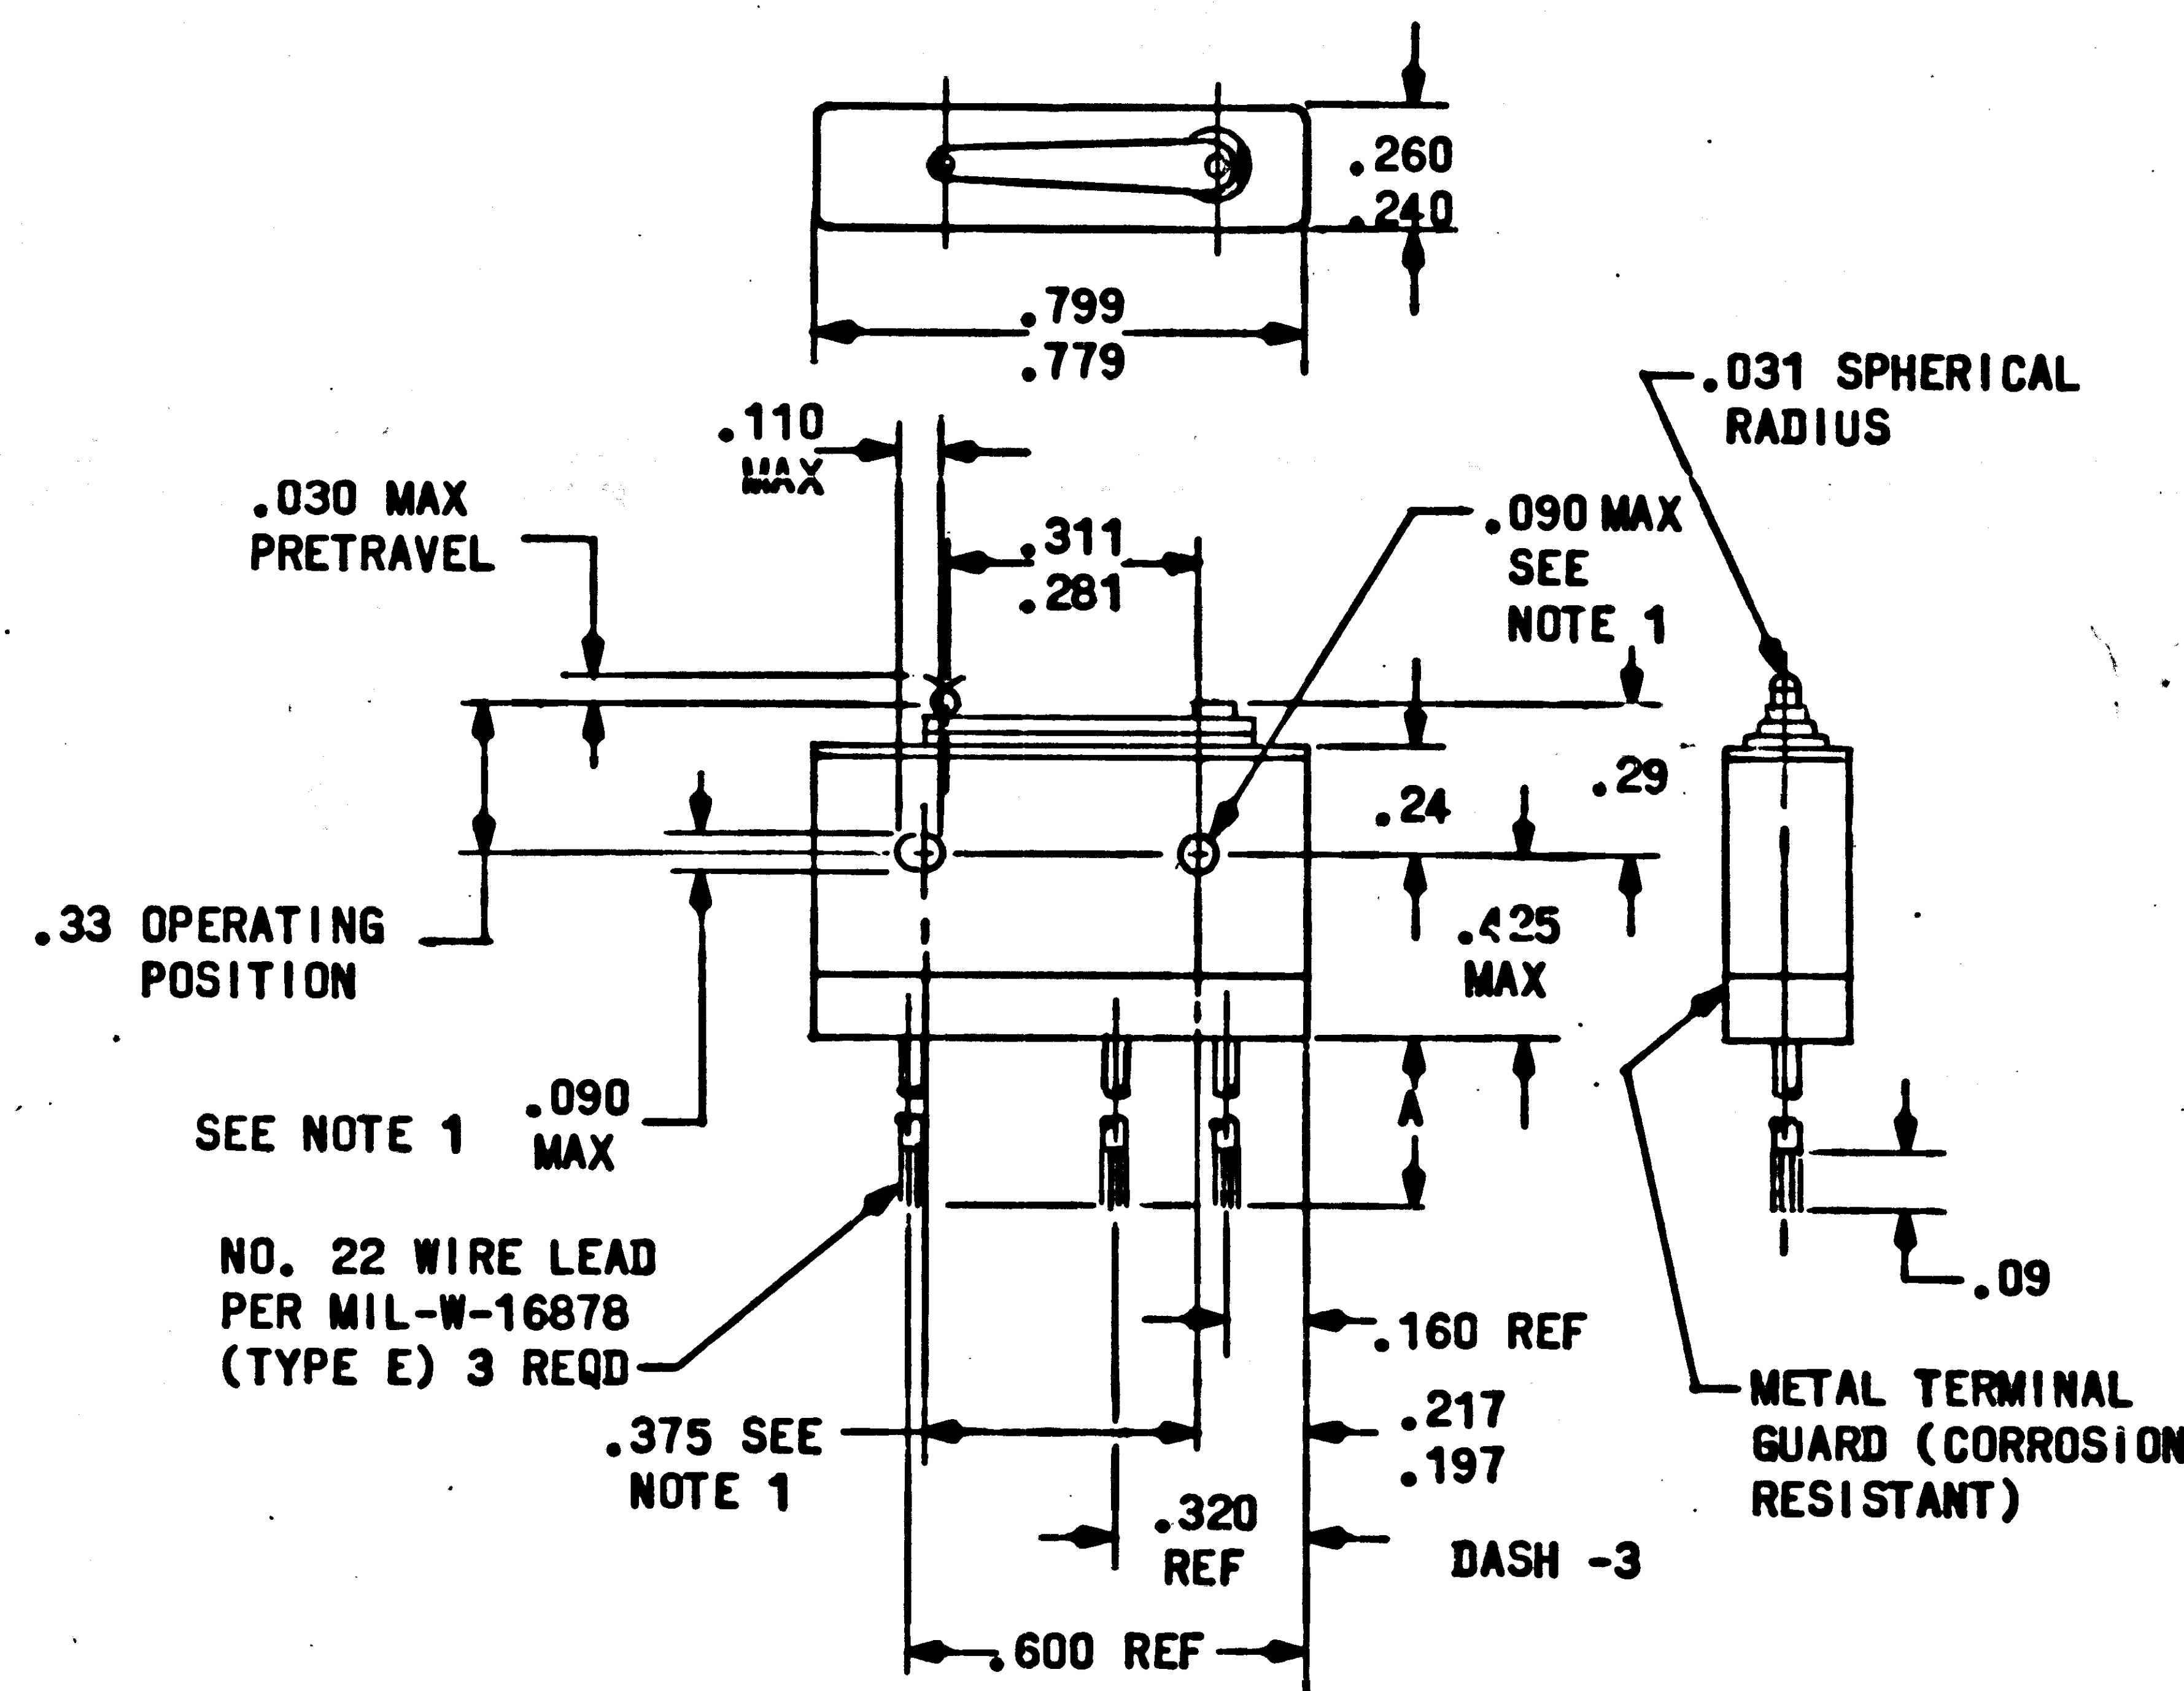 .260
.240
.799
.779
.031 SPHERICAL
RADIUS
.110
MAX
.030 MAX
PRETRAVEL
.311
.281
.090 MAX
SEE
NOTE 1
.29
.24
.33 OPERATING
POSITION
.425
MAX
SEE NOTE 1
.090
MAX
A
NO. 22 WIRE LEAD
PER MIL-W-16878
(TYPE E) 3 REQD
.09
.160 REF
METAL TERMINAL
GUARD (CORROSION
RESISTANT)
.375 SEE
NOTE 1
.217
.197
.320
REF
DASH -3
.600 REF